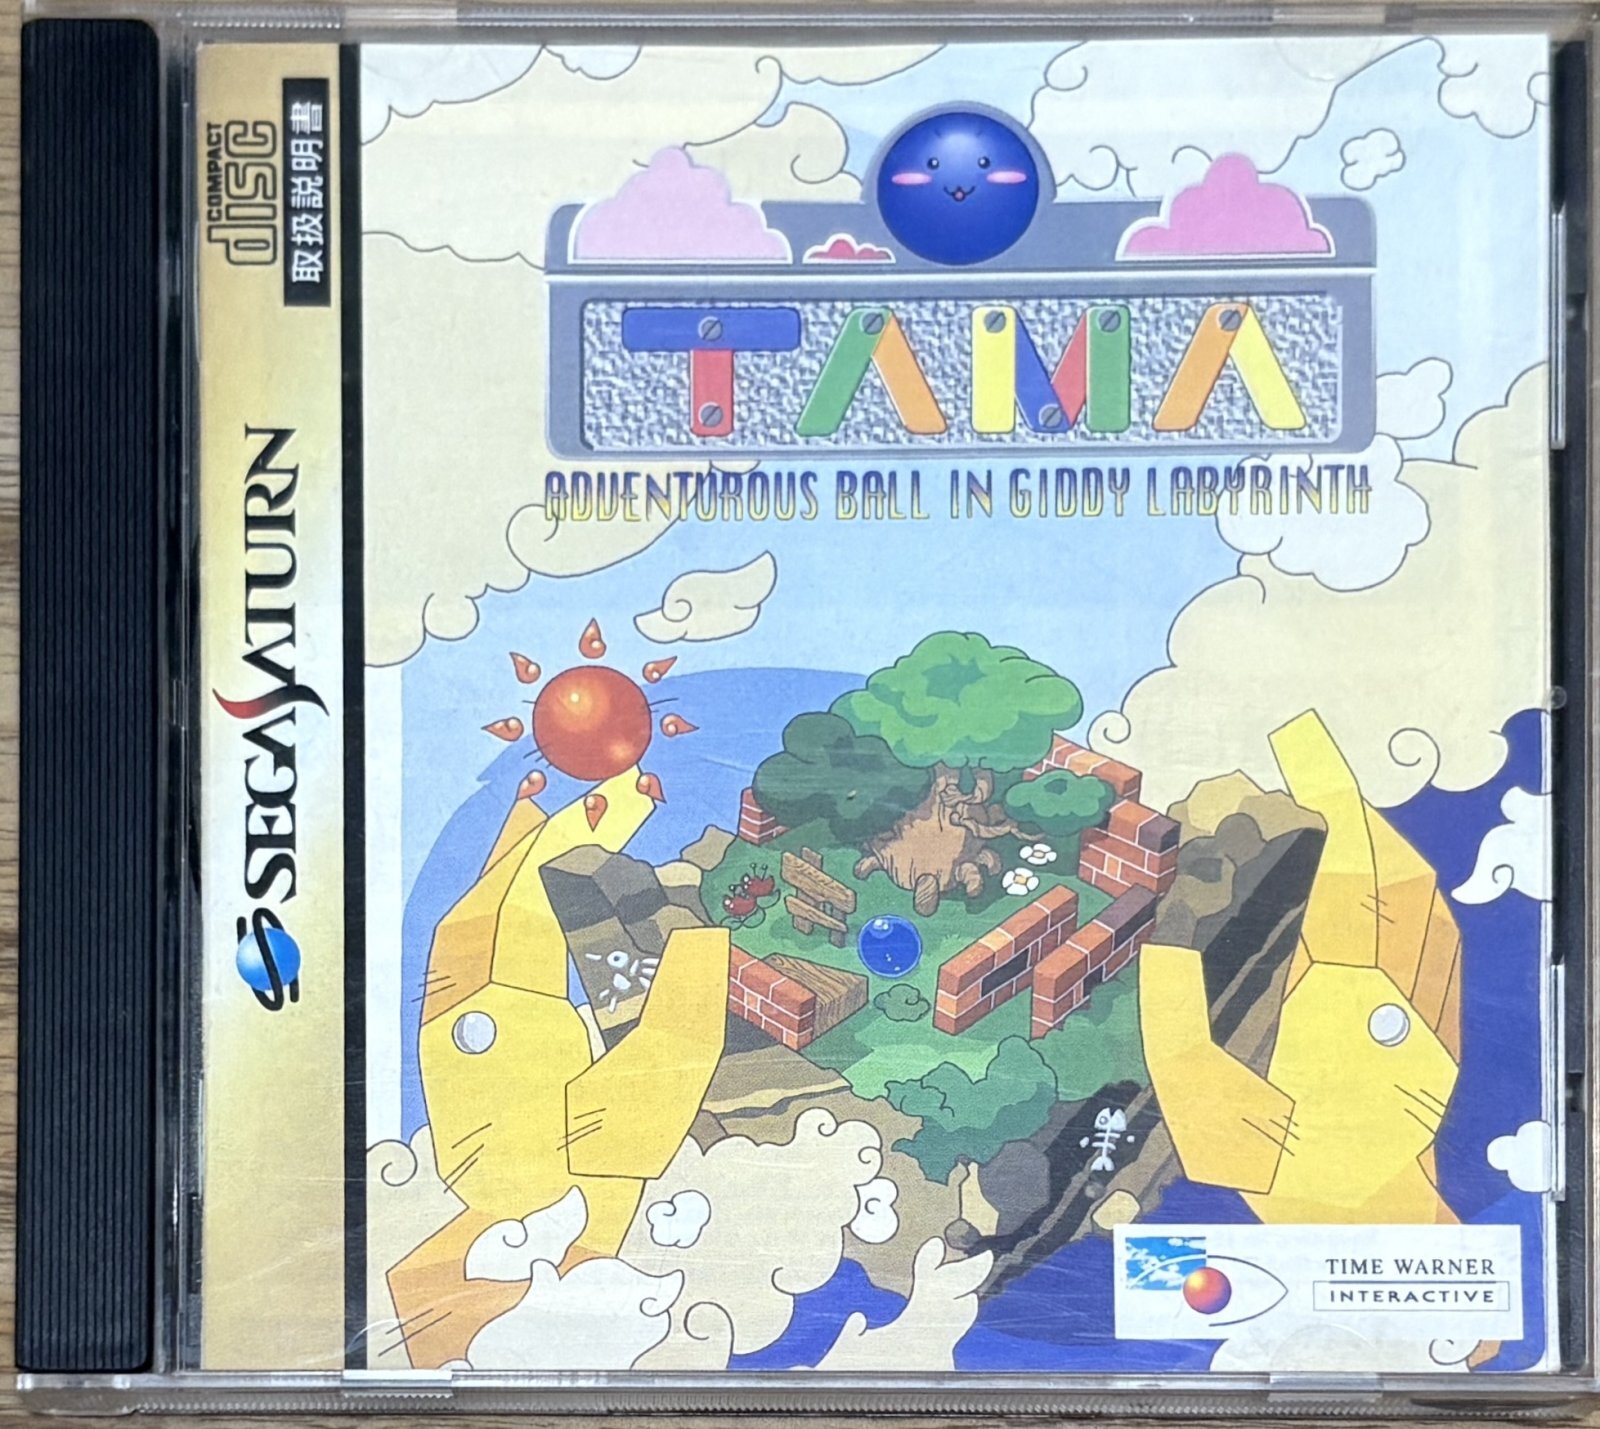 COMPACT
disc
取扱説明書
SEGA SATURN
TAMA
ADVENTUROUS BALL IN GIDDY LABYRINTH
TIME WARNER
INTERACTIVE